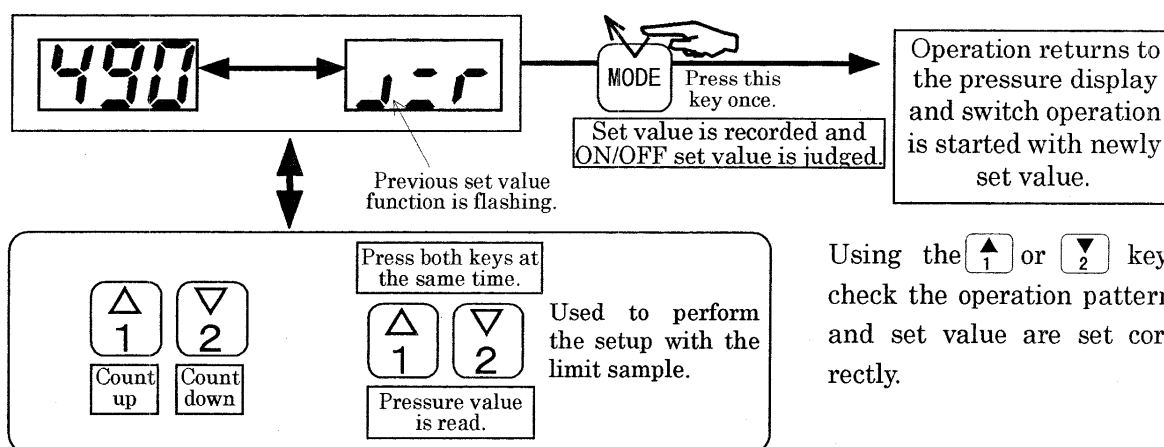 490
MODE
Press this
key once.
Set value is recorded and
ON/OFF set value is judged.
Operation returns to
the pressure display
and switch operation
is started with newly
set value.
Previous set value
function is flashing.
1
2
Count
up
Count
down
Press both keys at
the same time.
1
2
Pressure value
is read.
Used to perform
the setup with the
limit sample.
Using the 1 or 2 key
check the operation pattern
and set value are set cor
rectly.